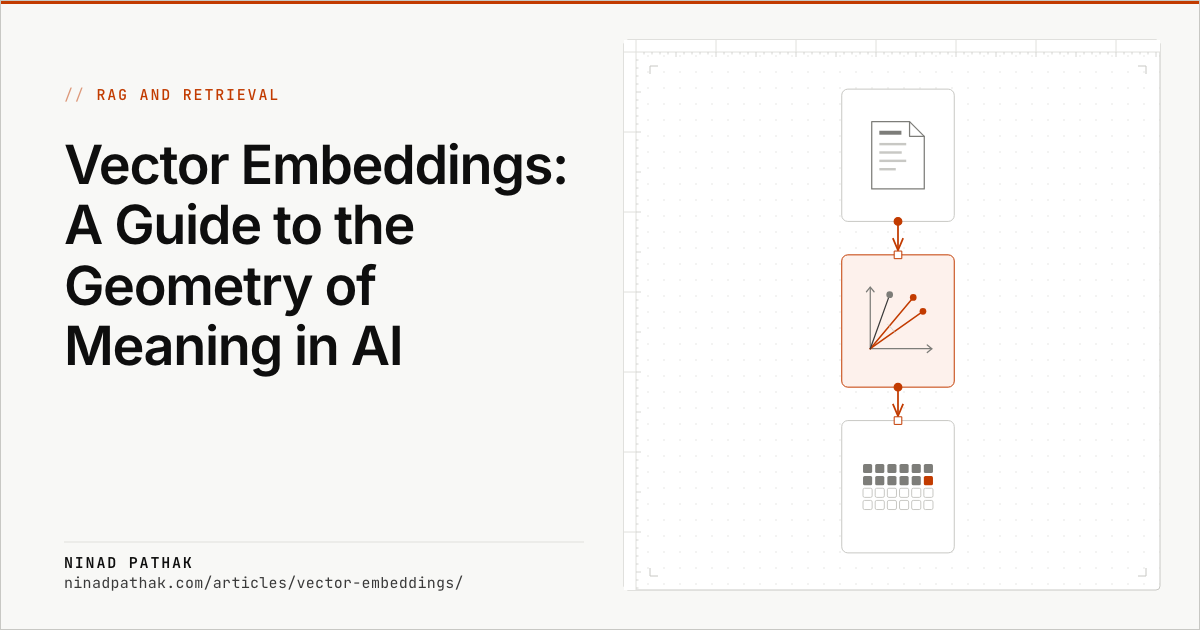 // RAG AND RETRIEVAL
Vector Embeddings:
A Guide to the
Geometry of
Meaning in AI
NINAD PATHAK
ninadpathak.com/articles/vector-embeddings/